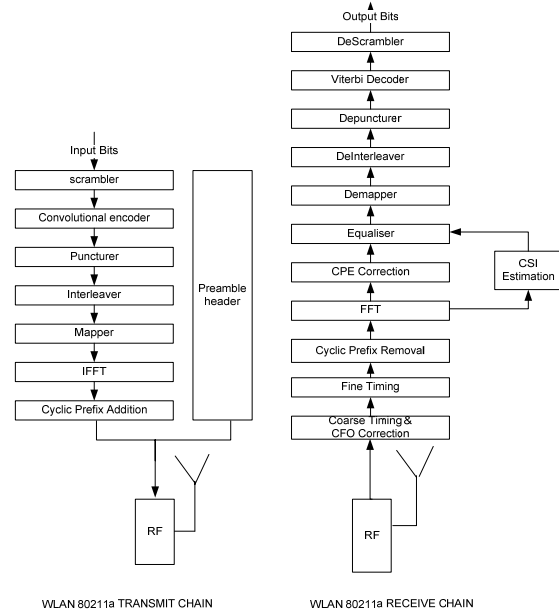 Input Bits
scrambler
Convolutional encoder
Puncturer
Interleaver
Mapper
IFFT
Cyclic Prefix Addition
Preamble
header
RF
WLAN 80211a TRANSMIT CHAIN
Output Bits
DeScrambler
Viterbi Decoder
Depuncturer
DeInterleaver
Demapper
Equaliser
CPE Correction
FFT
Cyclic Prefix Removal
Fine Timing
Coarse Timing &
CFO Correction
CSI
Estimation
RF
WLAN 80211a RECEIVE CHAIN